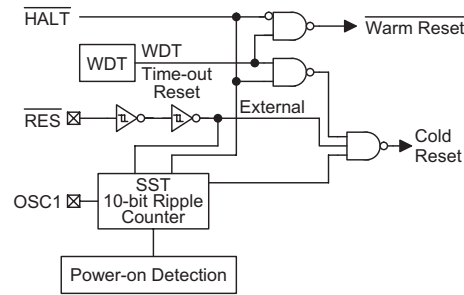 HALT
Warm Reset
WDT
WDT
Time-out
Reset
RES
External
Cold
Reset
OSC1
SST
10-bit Ripple
Counter
Power-on Detection